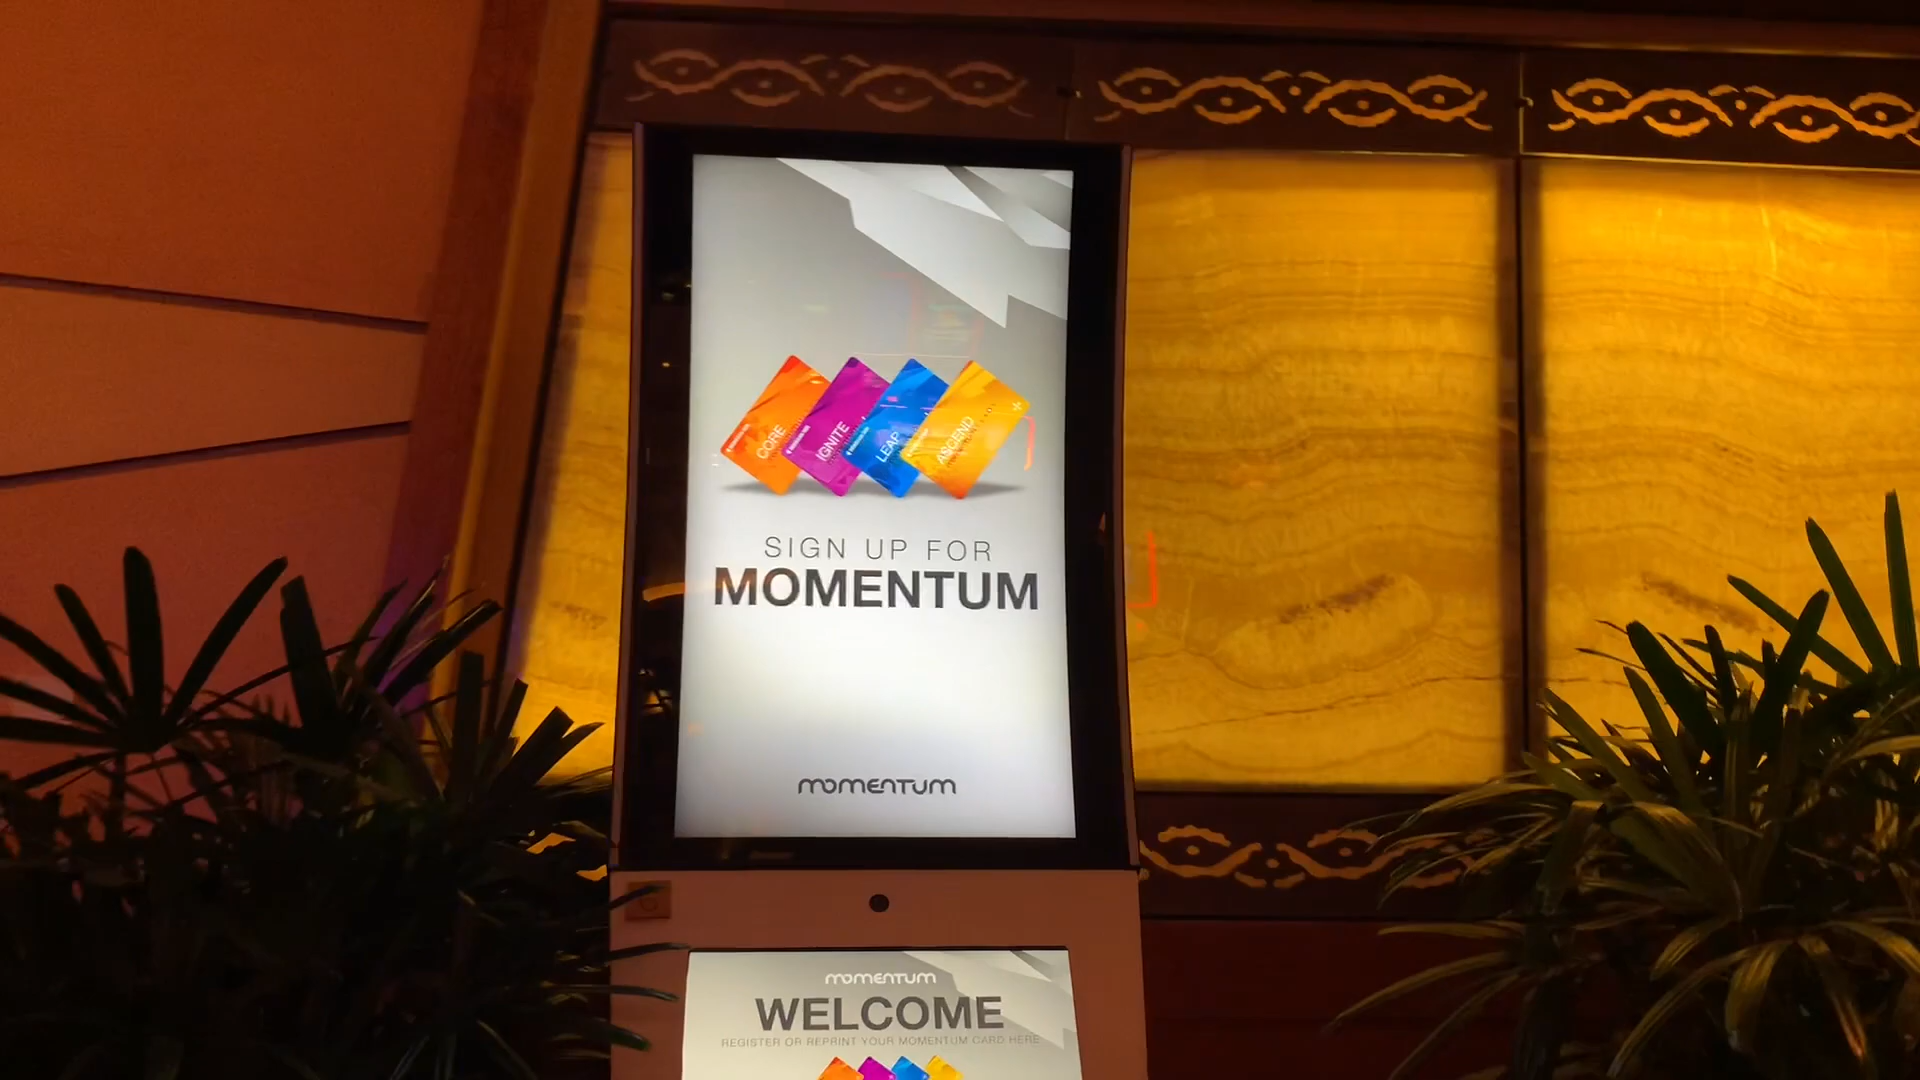 CORE
IGNITE
LEAP
ASCEND
SIGN UP FOR
MOMENTUM
momentum
momentum
WELCOME
REGISTER OR REPRINT YOUR MOMENTUM CARD HERE